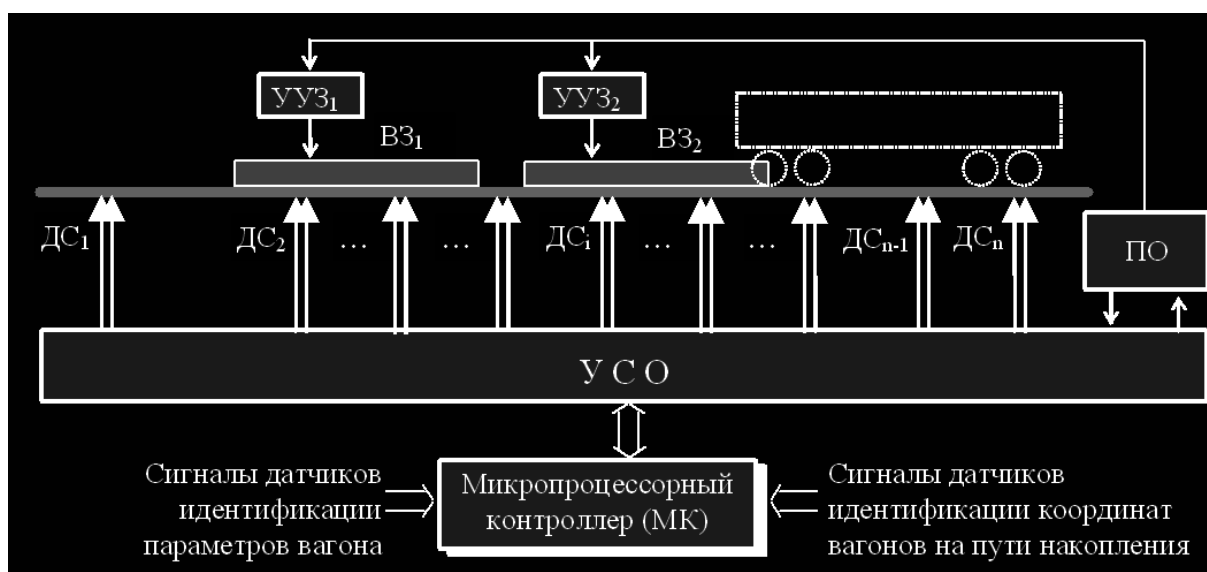 УУЗ1
УУЗ2
ВЗ1
ВЗ2
ДС1
ДС2
...
...
ДСi
...
...
ДСn-1
ДСn
ПО
У С О
Сигналы датчиков
идентификации
параметров вагона
Микропроцессорный
контроллер (МК)
Сигналы датчиков
идентификации координат
вагонов на пути накопления